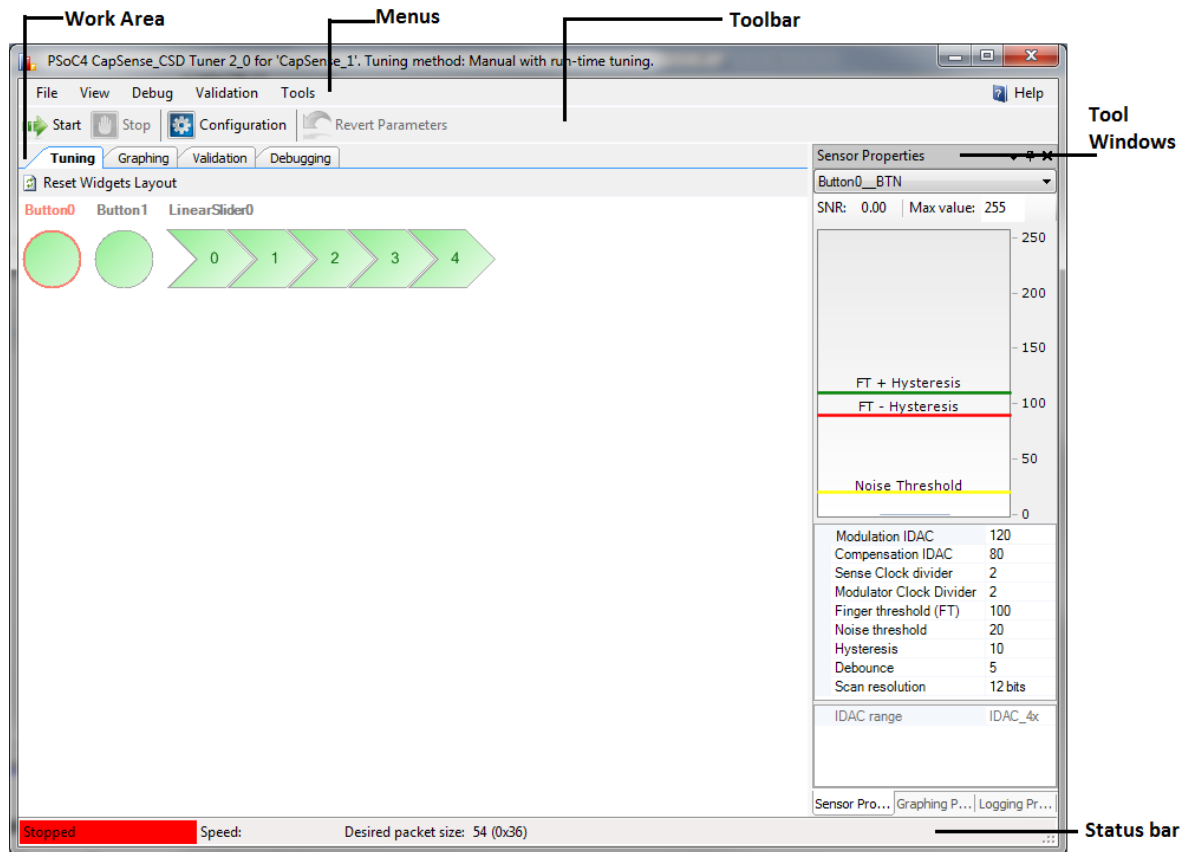 Work Area
Menus
Toolbar
PSoC4 CapSense_CSD Tuner 2_0 for 'CapSense_1'. Tuning method: Manual with run-time tuning.
File View Debug Validation Tools Help
Start Stop Configuration Revert Parameters
Tool
Windows
Tuning Graphing Validation Debugging
Sensor Properties
Reset Widgets Layout
Button0__BTN
Button0 Button1 LinearSlider0
SNR: 0.00 Max value: 255
0 1 2 3 4
250
200
150
FT + Hysteresis
100
FT - Hysteresis
50
Noise Threshold
0
Modulation IDAC 120
Compensation IDAC 80
Sense Clock divider 2
Modulator Clock Divider 2
Finger threshold (FT) 100
Noise threshold 20
Hysteresis 10
Debounce 5
Scan resolution 12 bits
IDAC range IDAC_4x
Sensor Pro... Graphing P... Logging Pr...
Stopped Speed: Desired packet size: 54 (0x36)
Status bar